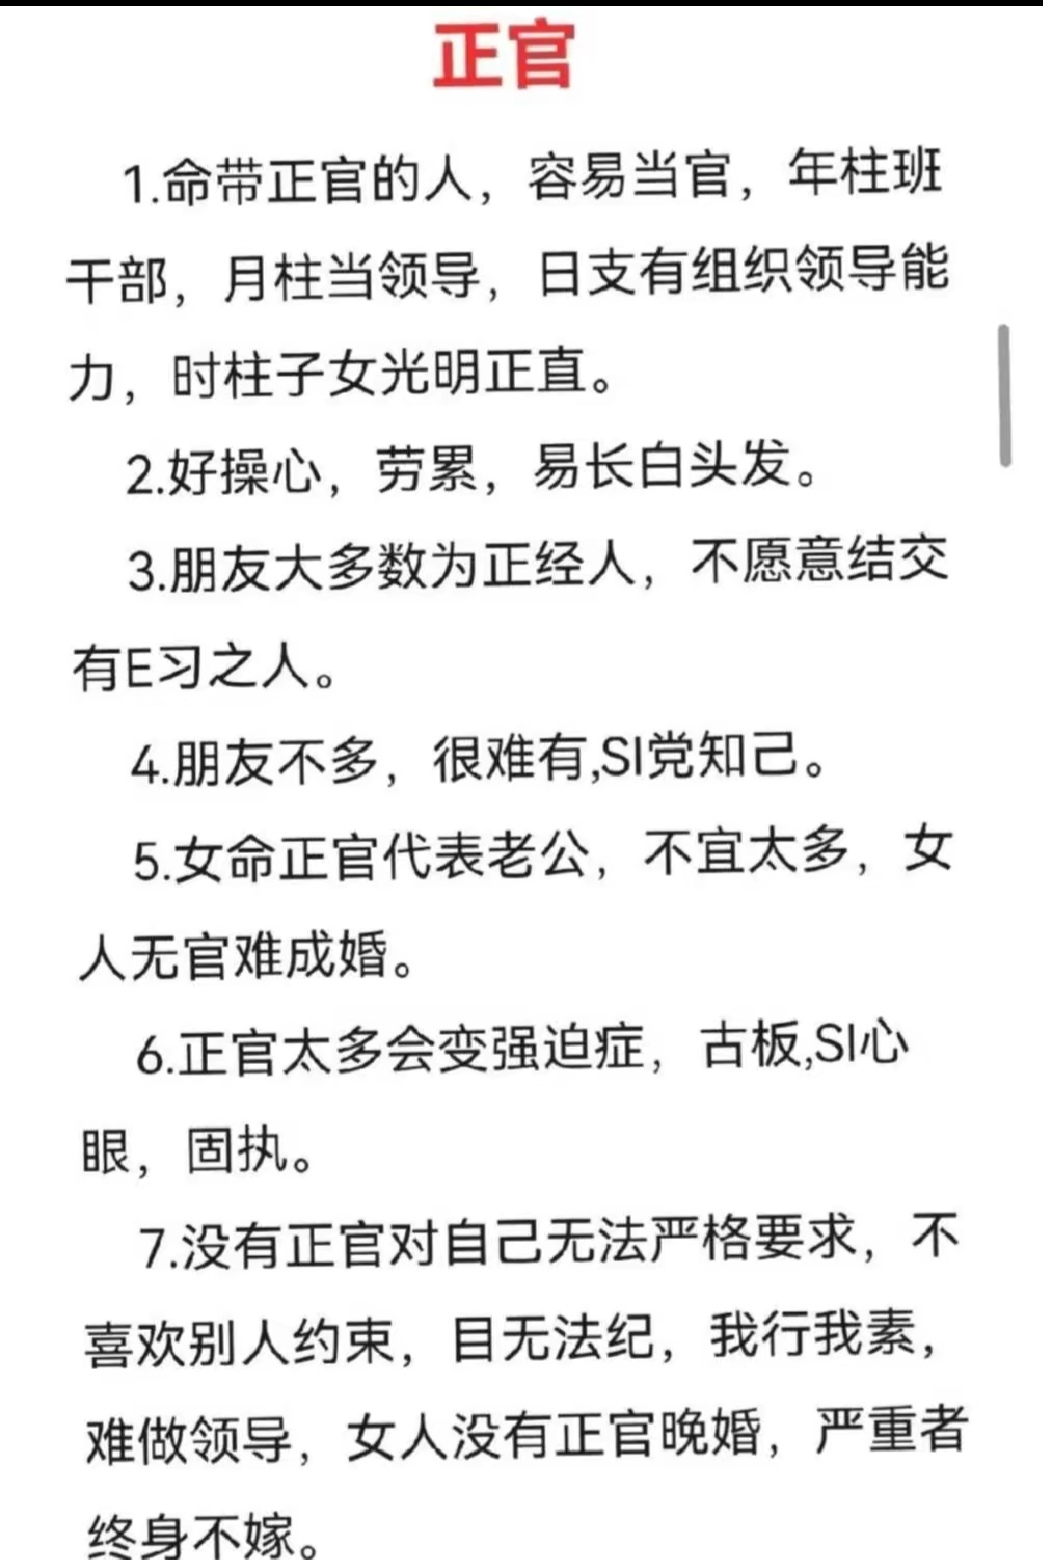 正官
1.命带正官的人，容易当官，年柱班
干部，月柱当领导，日支有组织领导能
力，时柱子女光明正直。
2.好操心，劳累，易长白头发。
3.朋友大多数为正经人，不愿意结交
有E习之人。
4.朋友不多，很难有,SI党知己。
5.女命正官代表老公，不宜太多，女
人无官难成婚。
6.正官太多会变强迫症，古板,SI心
眼，固执。
7.没有正官对自己无法严格要求，不
喜欢别人约束，目无法纪，我行我素，
难做领导，女人没有正官晚婚，严重者
终身不嫁。